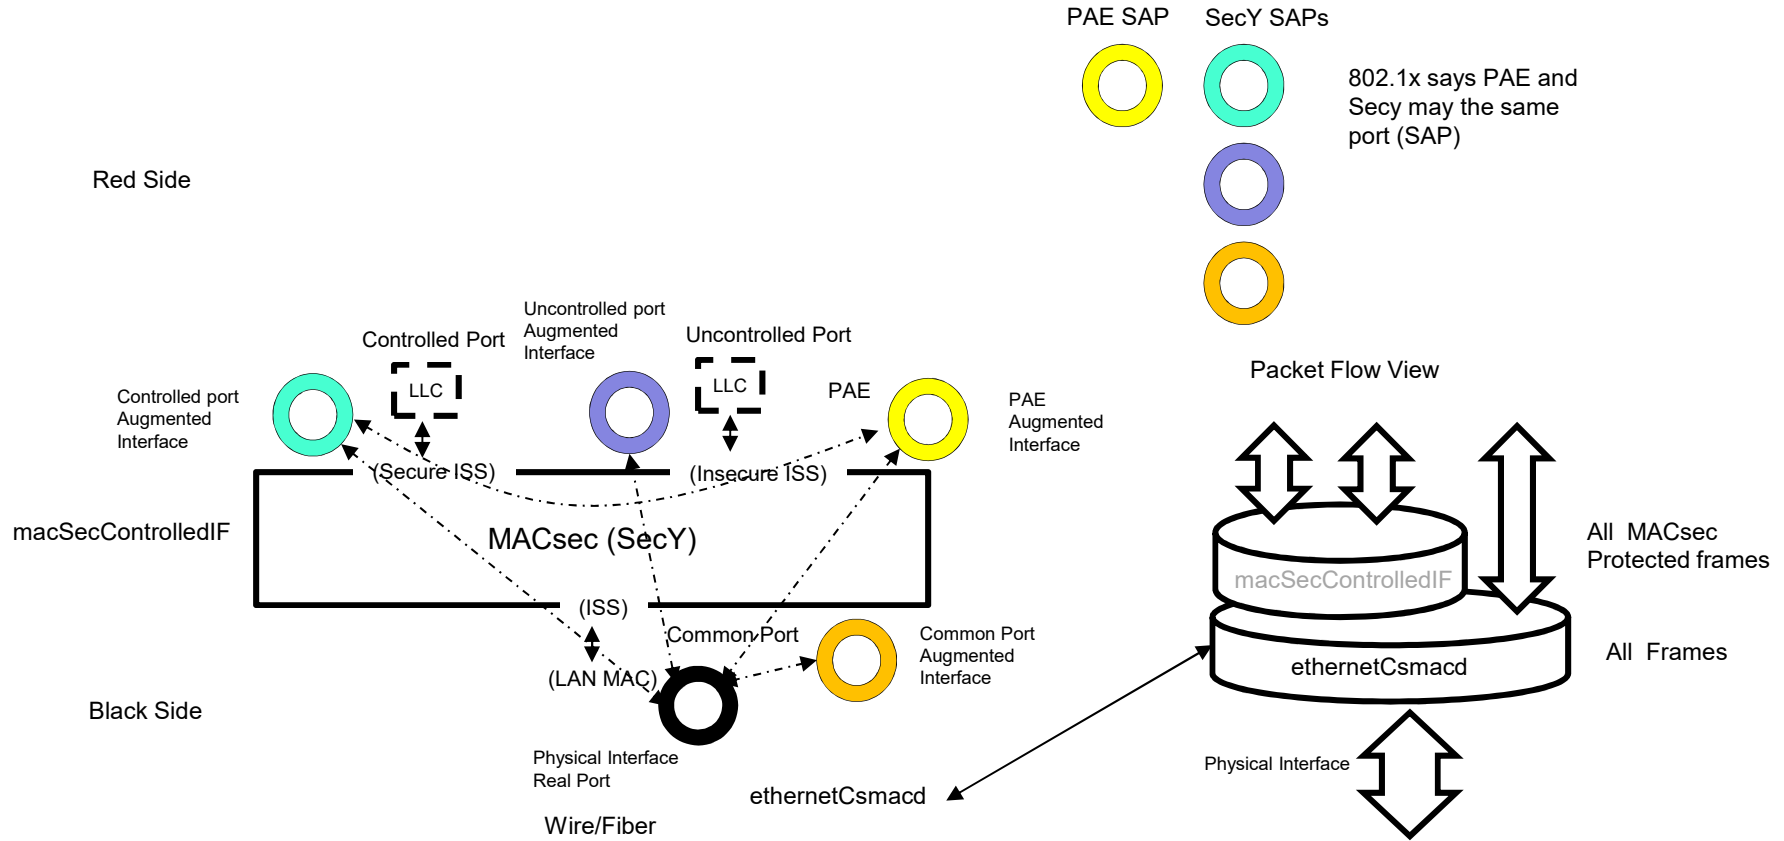 PAE SAP
SecY SAPs
802.1x says PAE and
Secy may the same
port (SAP)
Red Side
Uncontrolled port
Augmented
Interface
Controlled Port
Uncontrolled Port
LLC
LLC
Controlled port
Augmented
Interface
PAE
PAE
Augmented
Interface
(Secure ISS)
(Insecure ISS)
macSecControlledIF
MACsec (SecY)
(ISS)
Common Port
Common Port
Augmented
Interface
(LAN MAC)
Black Side
Physical Interface
Real Port
ethernetCsmacd
Wire/Fiber
Packet Flow View
All  MACsec
Protected frames
macSecControlledIF
All  Frames
ethernetCsmacd
Physical Interface